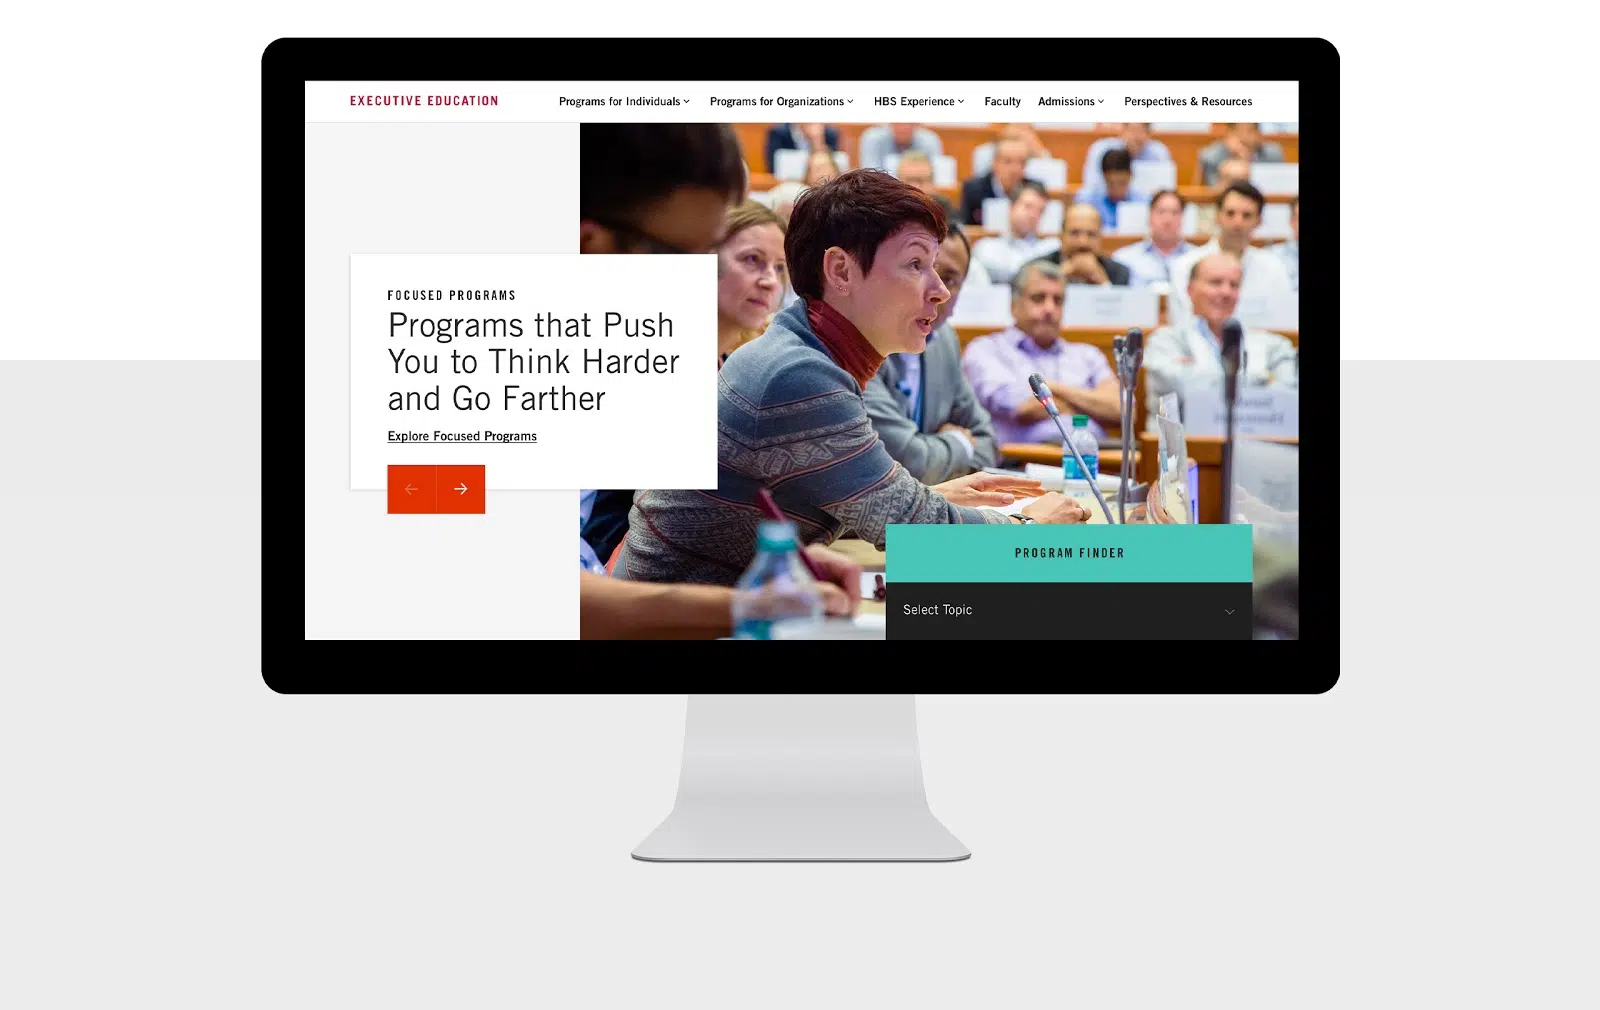 EXECUTIVE EDUCATION
Programs for Individuals
Programs for Organizations
HBS Experience
Faculty
Admissions
Perspectives & Resources
FOCUSED PROGRAMS
Programs that Push
You to Think Harder
and Go Farther
Explore Focused Programs
PROGRAM FINDER
Select Topic